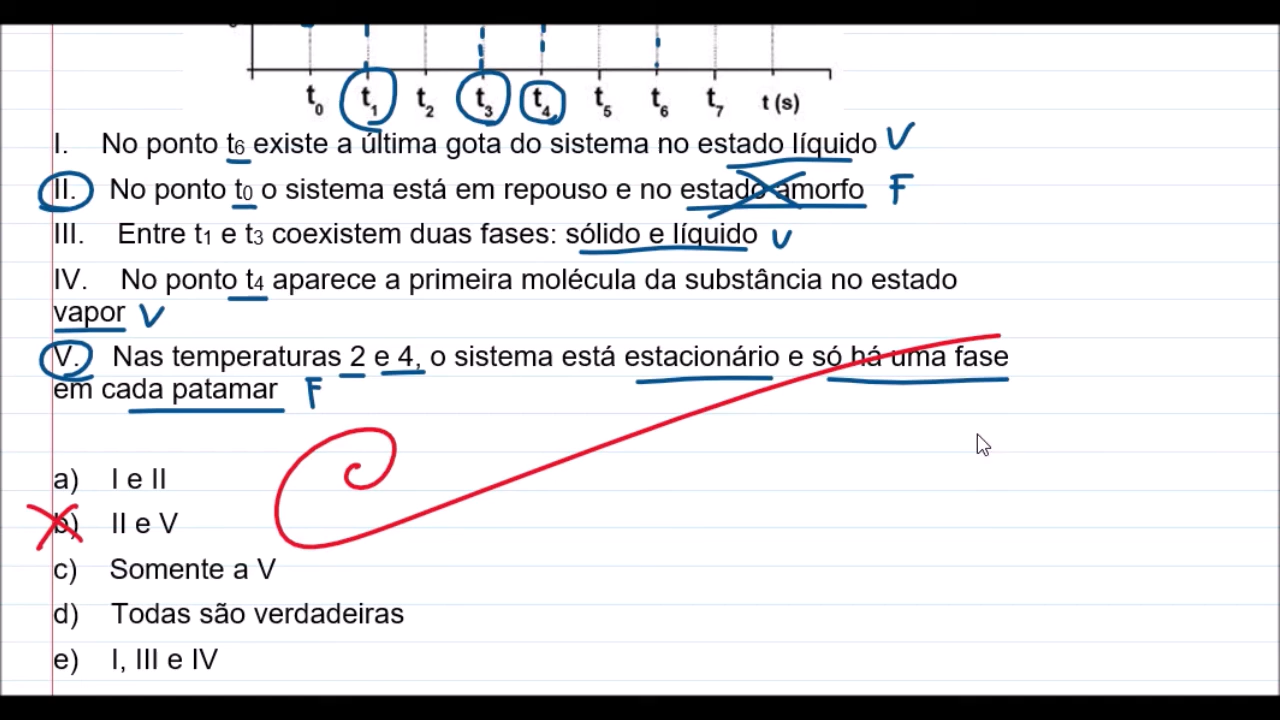 t0 t1 t2 t3 t4 t5 t6 t7 t (s)
I. No ponto t6 existe a última gota do sistema no estado líquido V
II. No ponto t0 o sistema está em repouso e no estado amorfo F
III. Entre t1 e t3 coexistem duas fases: sólido e líquido V
IV. No ponto t4 aparece a primeira molécula da substância no estado
vapor V
V. Nas temperaturas 2 e 4, o sistema está estacionário e só há uma fase
em cada patamar F
a) I e II
b) II e V
c) Somente a V
d) Todas são verdadeiras
e) I, III e IV